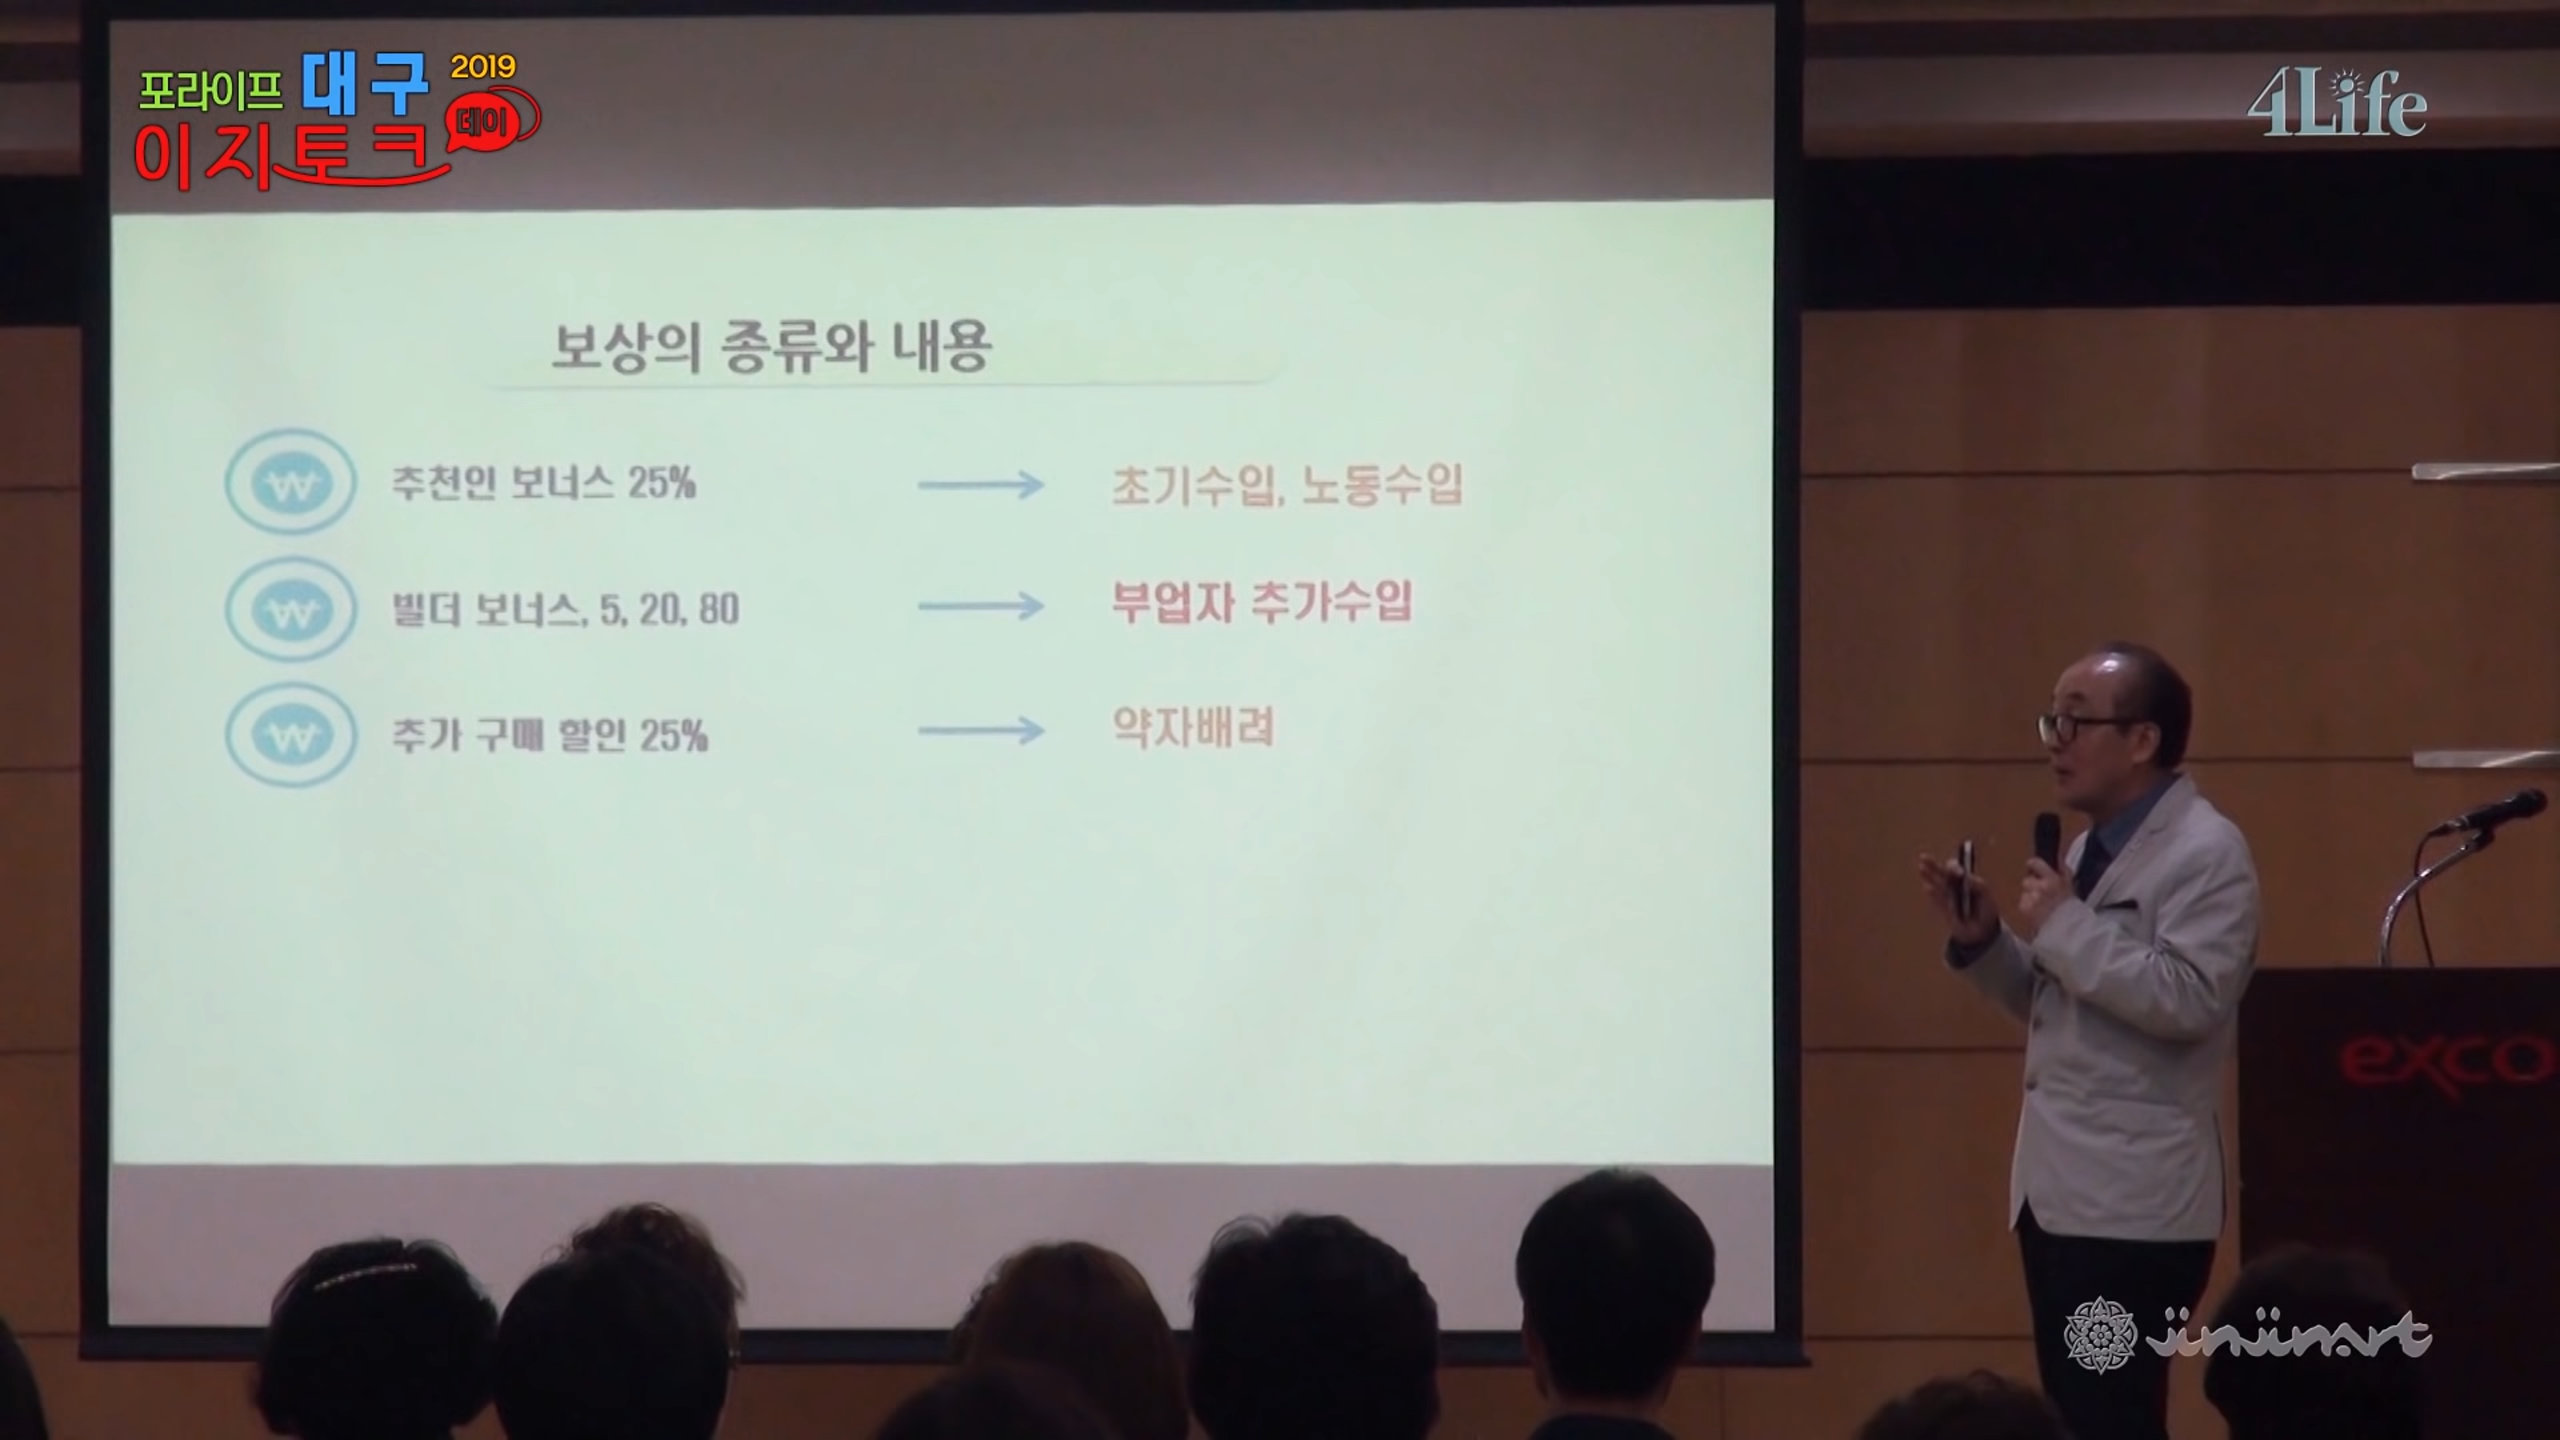 포라이프 대구 2019
이지토크 데이
4Life
보상의 종류와 내용
추천인 보너스 25% → 초기수입, 노동수입
빌더 보너스, 5, 20, 80 → 부업자 추가수입
추가 구매 할인 25% → 약자배려
exco
jinjinart